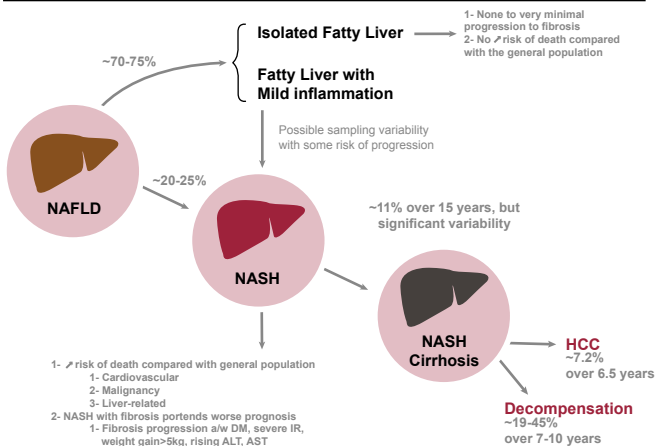 1- None to very minimal
progression to fibrosis
2- No ↗ risk of death compared with
the general population
Isolated Fatty Liver
~70-75%
Fatty Liver with
Mild inflammation
Possible sampling variability
with some risk of progression
NAFLD
~20-25%
~11% over 15 years, but
significant variability
NASH
NASH
Cirrhosis
HCC
~7.2%
over 6.5 years
Decompensation
~19-45%
over 7-10 years
1- ↗ risk of death compared with general population
1- Cardiovascular
2- Malignancy
3- Liver-related
2- NASH with fibrosis portends worse prognosis
1- Fibrosis progression a/w DM, severe IR,
weight gain>5kg, rising ALT, AST